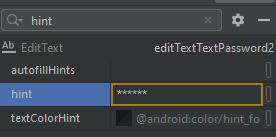 hint
Ab EditText editTextTextPassword2
autofillHints
hint ******
textColorHint @android:color/hint_fo